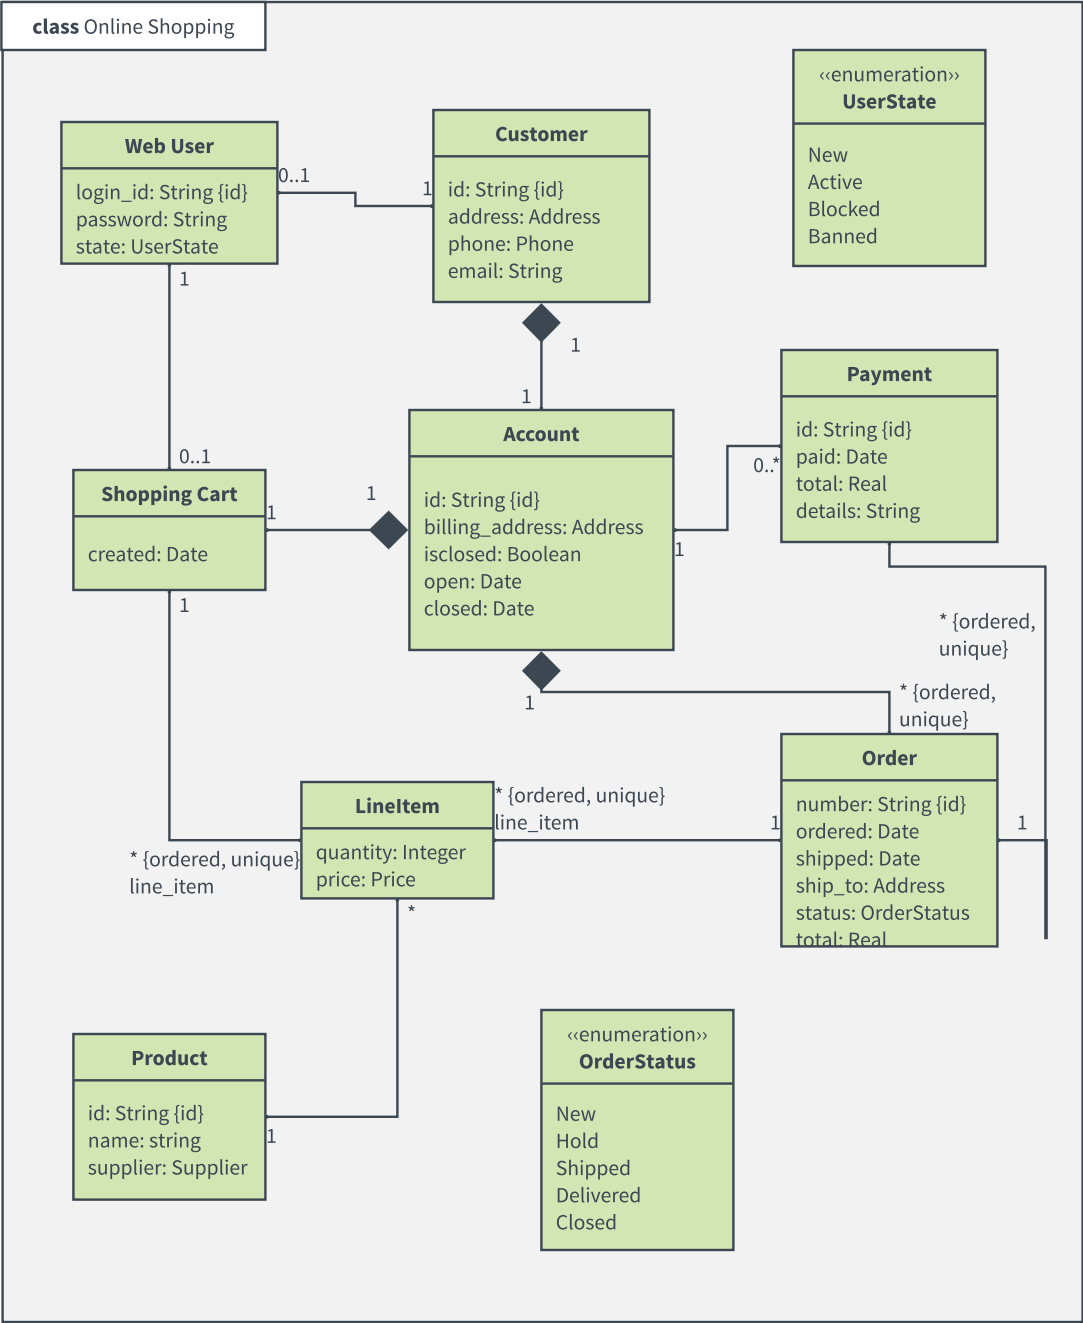 class Online Shopping
‹‹enumeration››
UserState
New
Active
Blocked
Banned
Web User
login_id: String {id}
password: String
state: UserState
0..1
1
Customer
id: String {id}
address: Address
phone: Phone
email: String
1
1
1
0..1
Payment
id: String {id}
paid: Date
total: Real
details: String
0..*
1
Account
id: String {id}
billing_address: Address
isclosed: Boolean
open: Date
closed: Date
1
1
Shopping Cart
created: Date
1
* {ordered,
unique}
* {ordered,
unique}
1
Order
number: String {id}
ordered: Date
shipped: Date
ship_to: Address
status: OrderStatus
total: Real
1
1
* {ordered, unique}
line_item
LineItem
quantity: Integer
price: Price
* {ordered, unique}
line_item
*
Product
id: String {id}
name: string
supplier: Supplier
1
‹‹enumeration››
OrderStatus
New
Hold
Shipped
Delivered
Closed